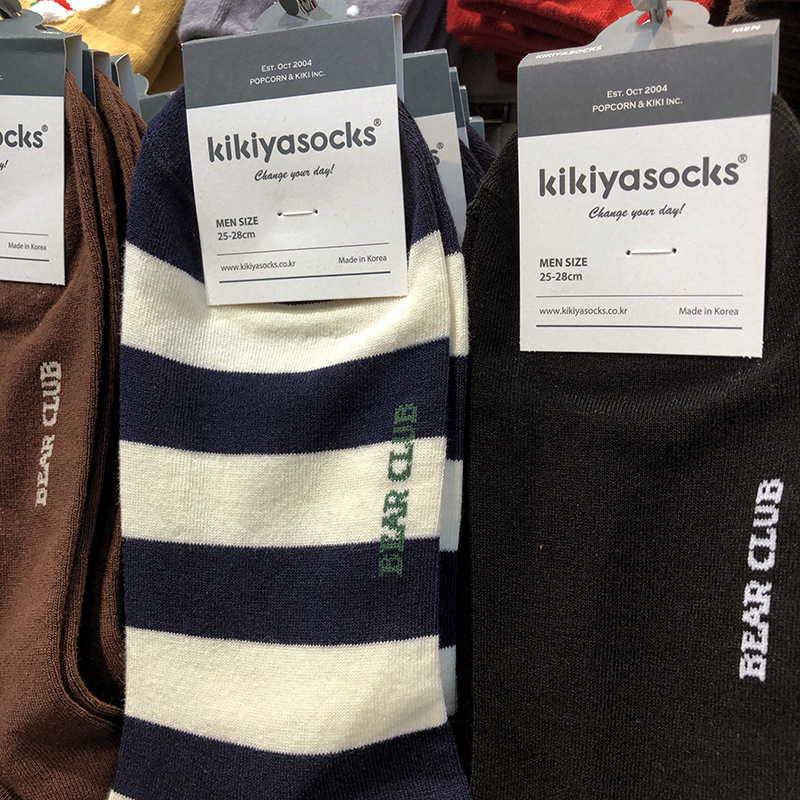 ocks®
y!
Made in Korea
BEAR CLUB
EST. OCT 2004
POPCORN & KIKI INC.
kikiyasocks®
Change your day!
MEN SIZE
25-28cm
www.kikiyasocks.co.kr
Made in Korea
BEAR CLUB
KIKIYASOCKS
MEN
EST. OCT 2004
POPCORN & KIKI INC.
kikiyasocks®
Change your day!
MEN SIZE
25-28cm
www.kikiyasocks.co.kr
Made in Korea
BEAR CLUB